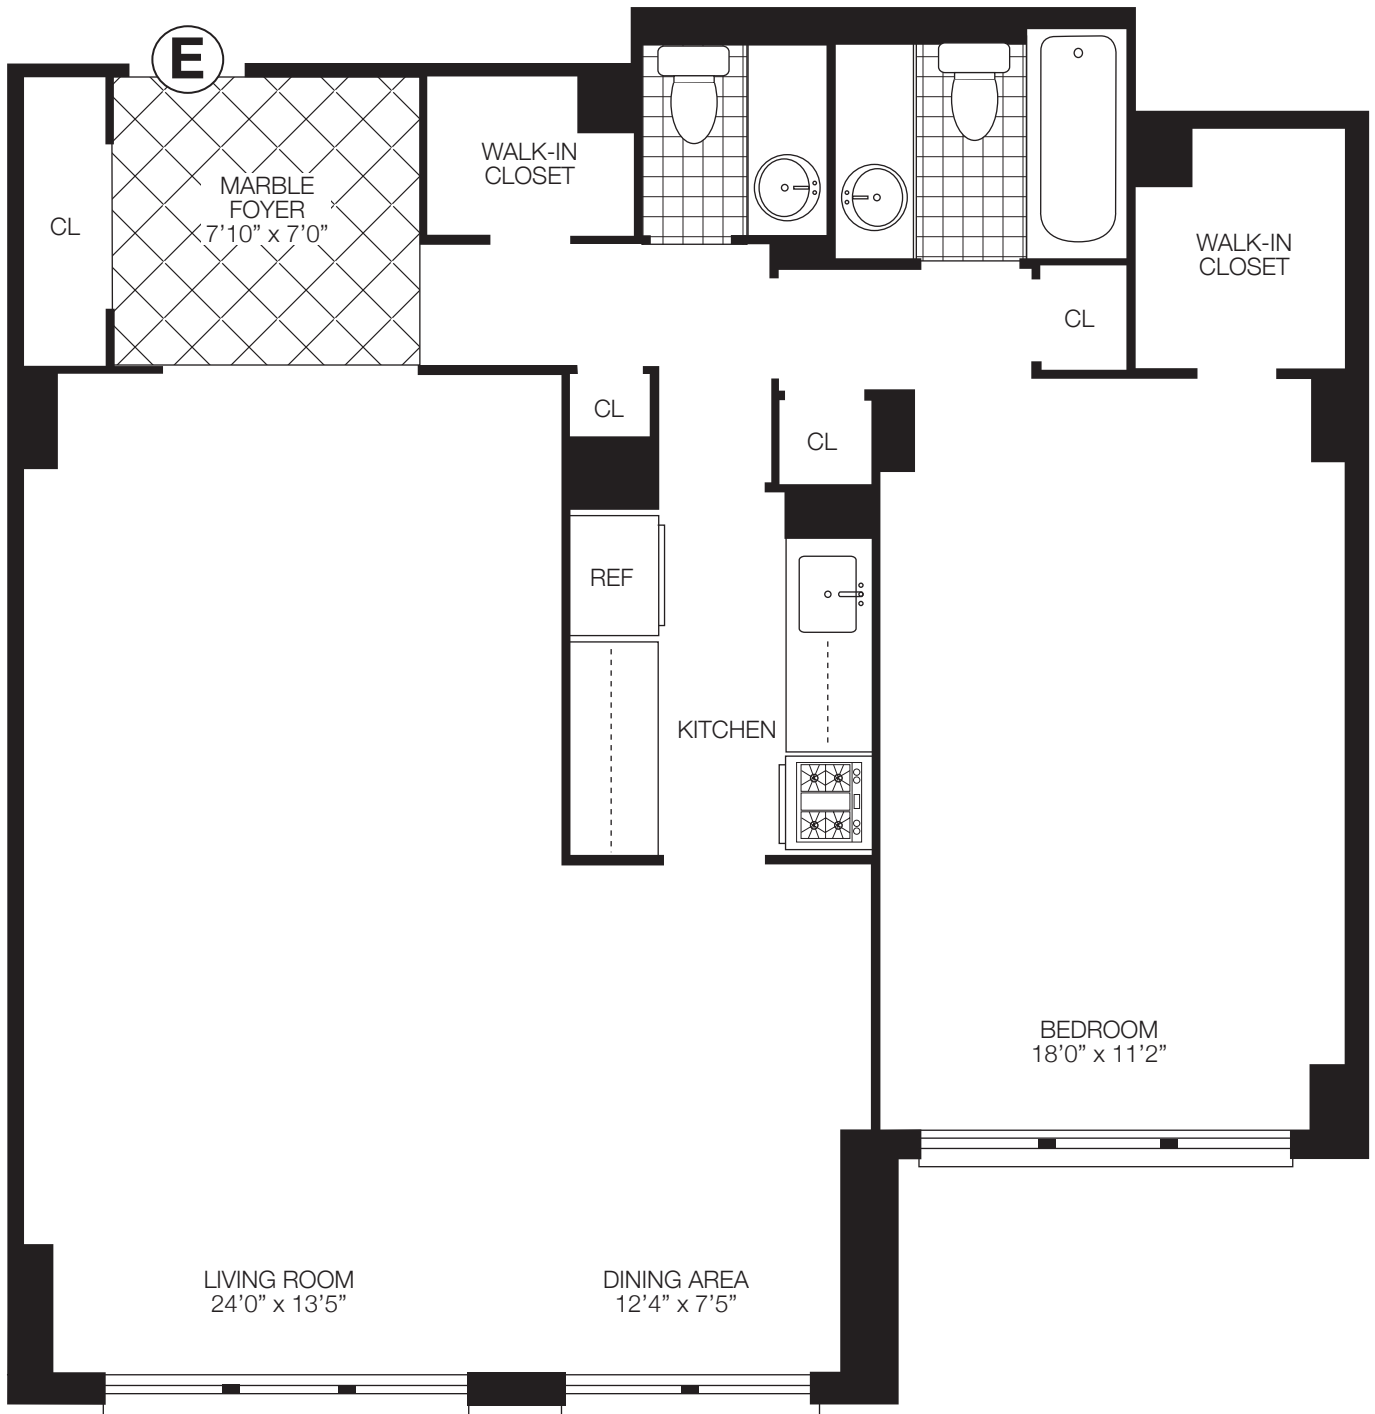 E
WALK-IN
CLOSET
MARBLE
FOYER
7’10” x 7’0”
CL
WALK-IN
CLOSET
CL
CL
CL
REF
KITCHEN
BEDROOM
18’0” x 11’2”
LIVING ROOM
24’0” x 13’5”
DINING AREA
12’4” x 7’5”